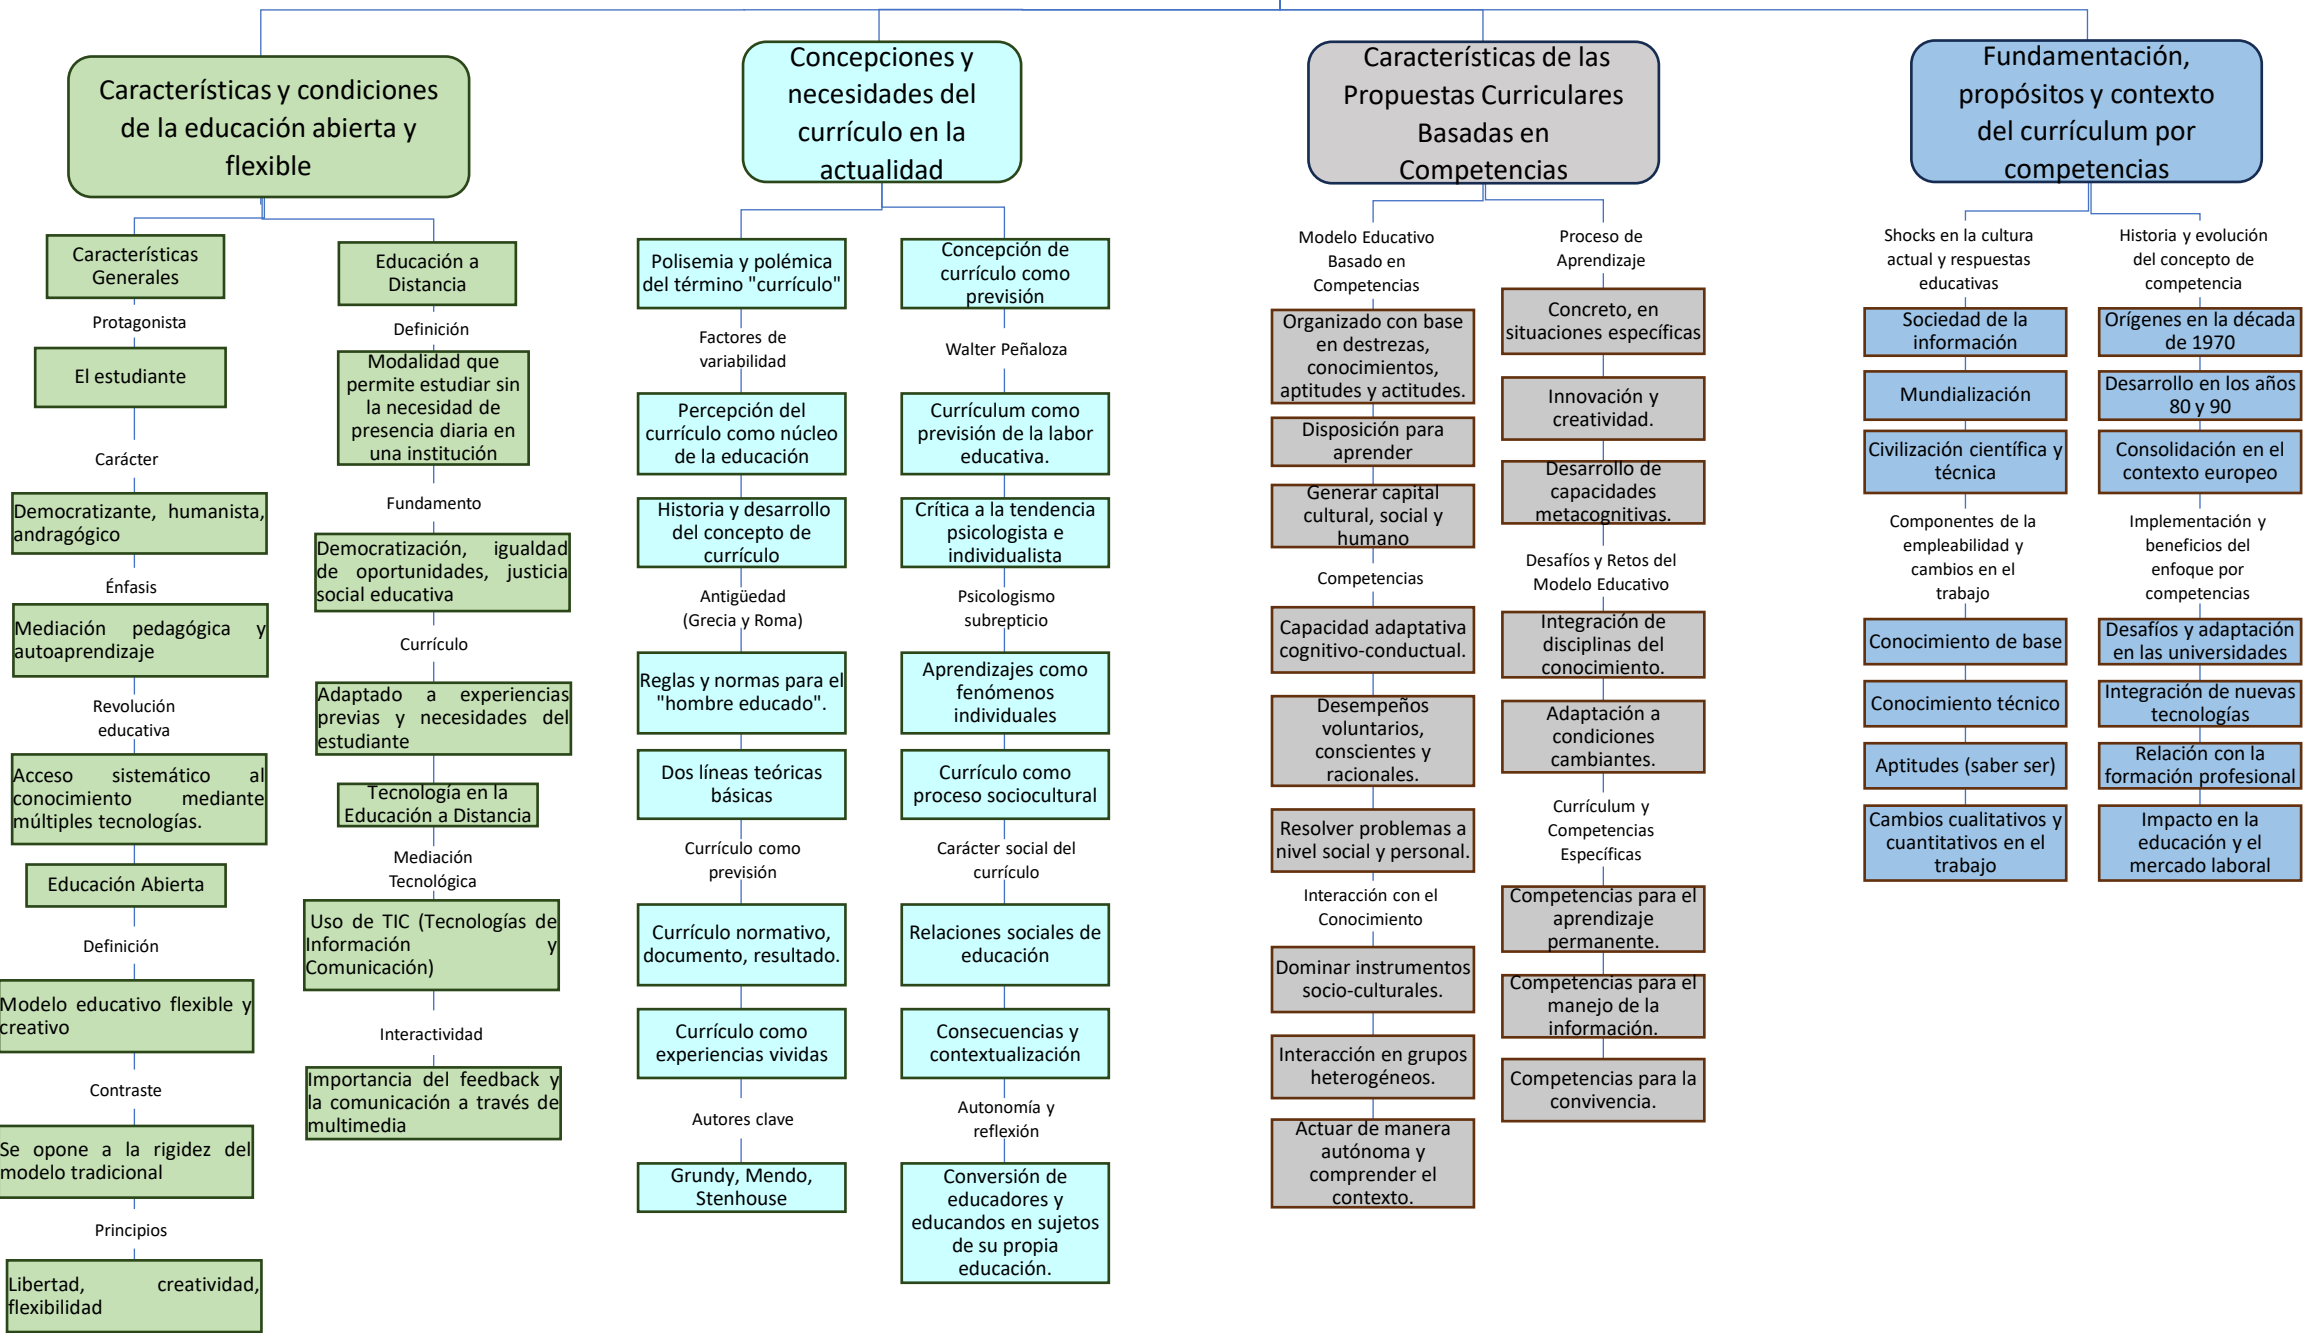 Características y condiciones
de la educación abierta y
flexible
Características
Generales
Protagonista
El estudiante
Carácter
Democratizante, humanista,
andragógico
Énfasis
Mediación pedagógica y
autoaprendizaje
Revolución
educativa
Acceso sistemático al
conocimiento mediante
múltiples tecnologías.
Educación Abierta
Definición
Modelo educativo flexible y
creativo
Contraste
Se opone a la rigidez del
modelo tradicional
Principios
Libertad, creatividad,
flexibilidad
Educación a
Distancia
Definición
Modalidad que
permite estudiar sin
la necesidad de
presencia diaria en
una institución
Fundamento
Democratización, igualdad
de oportunidades, justicia
social educativa
Currículo
Adaptado a experiencias
previas y necesidades del
estudiante
Tecnología en la
Educación a Distancia
Mediación
Tecnológica
Uso de TIC (Tecnologías de
Información y
Comunicación)
Interactividad
Importancia del feedback y
la comunicación a través de
multimedia
Concepciones y
necesidades del
currículo en la
actualidad
Polisemia y polémica
del término "currículo"
Factores de
variabilidad
Percepción del
currículo como núcleo
de la educación
Historia y desarrollo
del concepto de
currículo
Antigüedad
(Grecia y Roma)
Reglas y normas para el
"hombre educado".
Dos líneas teóricas
básicas
Currículo como
previsión
Currículo normativo,
documento, resultado.
Currículo como
experiencias vividas
Autores clave
Grundy, Mendo,
Stenhouse
Concepción de
currículo como
previsión
Walter Peñaloza
Currículum como
previsión de la labor
educativa.
Crítica a la tendencia
psicologista e
individualista
Psicologismo
subrepticio
Aprendizajes como
fenómenos
individuales
Currículo como
proceso sociocultural
Carácter social del
currículo
Relaciones sociales de
educación
Consecuencias y
contextualización
Autonomía y
reflexión
Conversión de
educadores y
educandos en sujetos
de su propia
educación.
Características de las
Propuestas Curriculares
Basadas en
Competencias
Modelo Educativo
Basado en
Competencias
Organizado con base
en destrezas,
conocimientos,
aptitudes y actitudes.
Disposición para
aprender
Generar capital
cultural, social y
humano
Competencias
Capacidad adaptativa
cognitivo-conductual.
Desempeños
voluntarios,
conscientes y
racionales.
Resolver problemas a
nivel social y personal.
Interacción con el
Conocimiento
Dominar instrumentos
socio-culturales.
Interacción en grupos
heterogéneos.
Actuar de manera
autónoma y
comprender el
contexto.
Proceso de
Aprendizaje
Concreto, en
situaciones específicas
Innovación y
creatividad.
Desarrollo de
capacidades
metacognitivas.
Desafíos y Retos del
Modelo Educativo
Integración de
disciplinas del
conocimiento.
Adaptación a
condiciones
cambiantes.
Currículum y
Competencias
Específicas
Competencias para el
aprendizaje
permanente.
Competencias para el
manejo de la
información.
Competencias para la
convivencia.
Fundamentación,
propósitos y contexto
del currículum por
competencias
Shocks en la cultura
actual y respuestas
educativas
Sociedad de la
información
Mundialización
Civilización científica y
técnica
Componentes de la
empleabilidad y
cambios en el
trabajo
Conocimiento de base
Conocimiento técnico
Aptitudes (saber ser)
Cambios cualitativos y
cuantitativos en el
trabajo
Historia y evolución
del concepto de
competencia
Orígenes en la década
de 1970
Desarrollo en los años
80 y 90
Consolidación en el
contexto europeo
Implementación y
beneficios del
enfoque por
competencias
Desafíos y adaptación
en las universidades
Integración de nuevas
tecnologías
Relación con la
formación profesional
Impacto en la
educación y el
mercado laboral